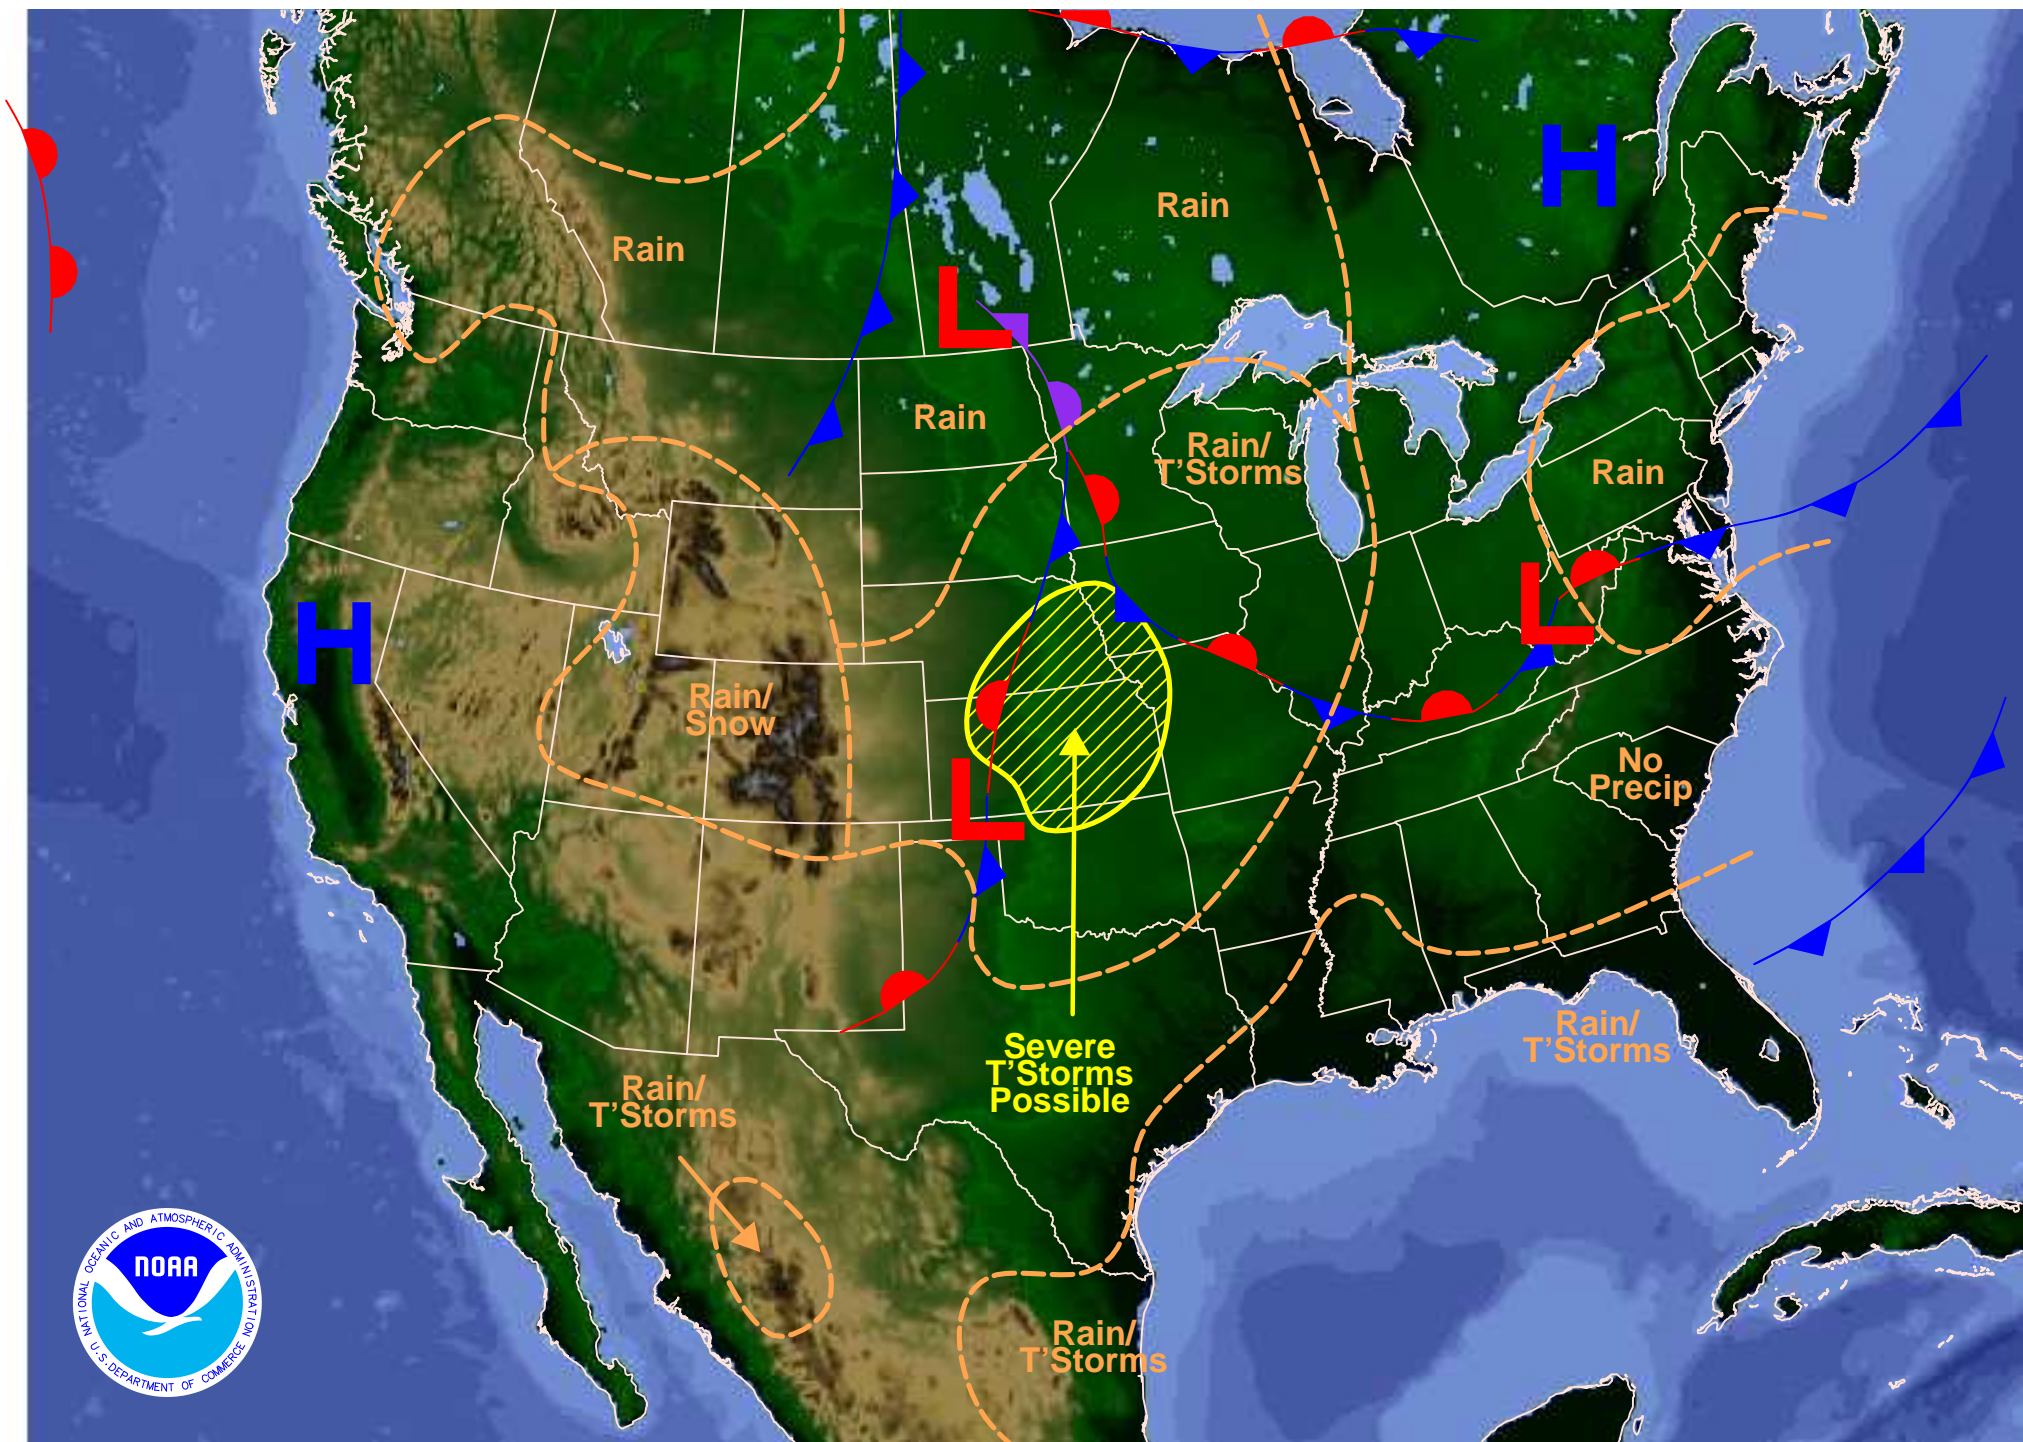 H
Rain
Rain
L
Rain
Rain/
T'Storms
Rain
H
L
Rain/
Snow
No
Precip
L
Severe
T'Storms
Possible
Rain/
T'Storms
Rain/
T'Storms
Rain/
T'Storms
NATIONAL OCEANIC AND ATMOSPHERIC ADMINISTRATION
NOAA
U.S. DEPARTMENT OF COMMERCE